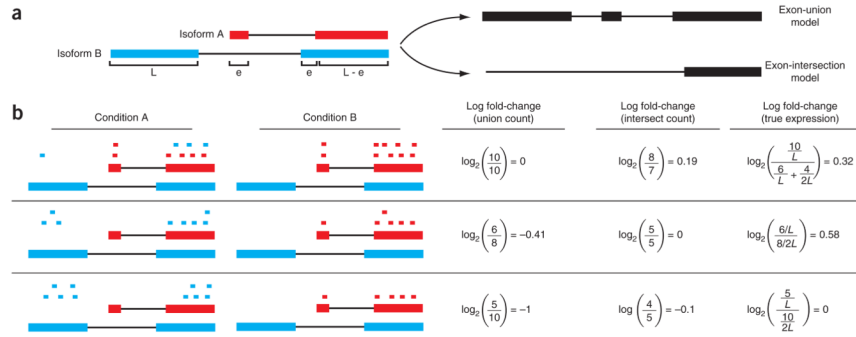 a
Isoform A
Isoform B
L
e
e
L - e
Exon-union
model
Exon-intersection
model
b
Condition A
Condition B
Log fold-change
(union count)
Log fold-change
(intersect count)
Log fold-change
(true expression)
log2(10/10) = 0
log2(8/7) = 0.19
log2((10/L)/(6/L + 4/2L)) = 0.32
log2(6/8) = –0.41
log2(5/5) = 0
log2((6/L)/(8/2L)) = 0.58
log2(5/10) = –1
log(4/5) = –0.1
log2((5/L)/(10/2L)) = 0